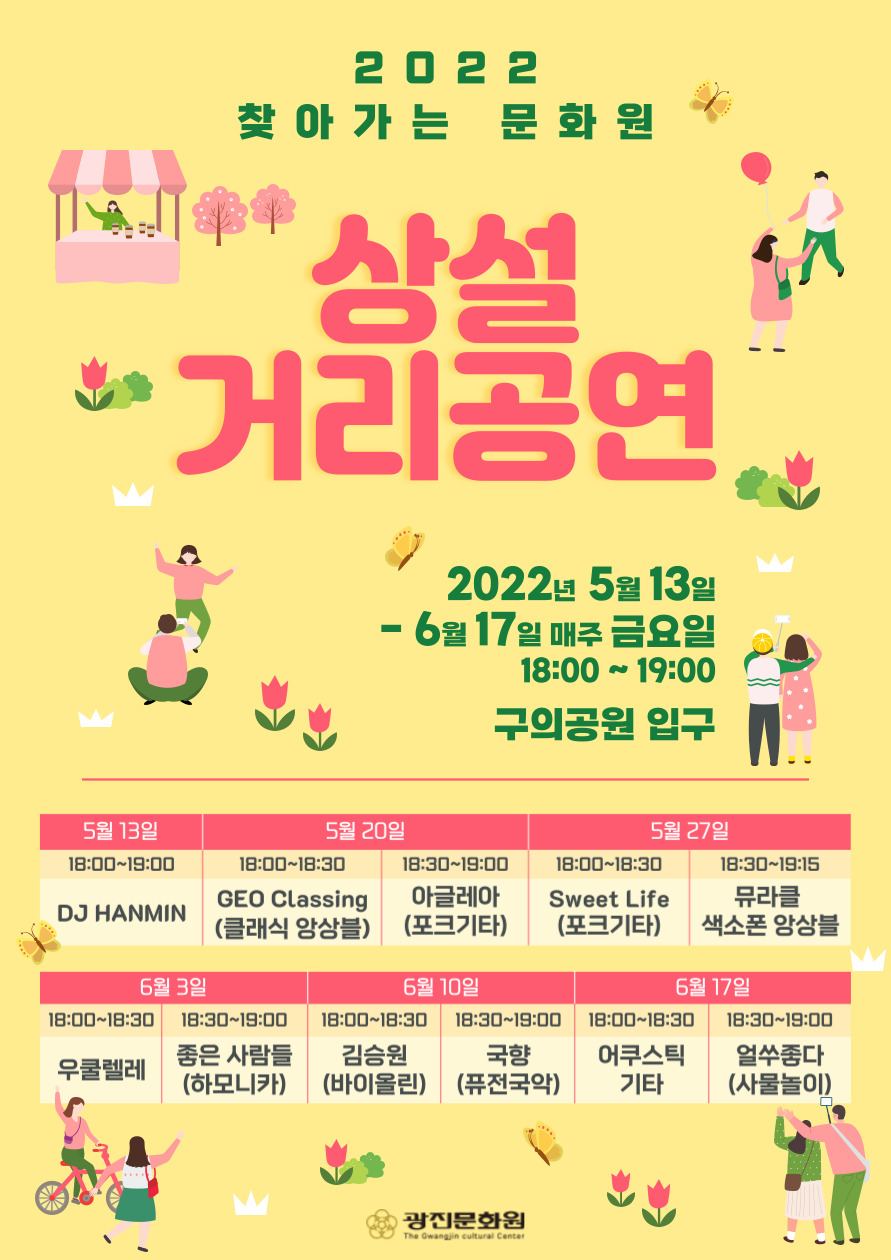 2022
찾아가는 문화원
상설
거리공연
2022년 5월 13일
- 6월 17일 매주 금요일
18:00 ~ 19:00
구의공원 입구
5월 13일
18:00~19:00
DJ HANMIN
5월 20일
18:00~18:30
GEO Classing
(클래식 앙상블)
18:30~19:00
아글레아
(포크기타)
5월 27일
18:00~18:30
Sweet Life
(포크기타)
18:30~19:15
뮤라클
색소폰 앙상블
6월 3일
18:00~18:30
우쿨렐레
18:30~19:00
좋은 사람들
(하모니카)
6월 10일
18:00~18:30
김승원
(바이올린)
18:30~19:00
국향
(퓨전국악)
6월 17일
18:00~18:30
어쿠스틱
기타
18:30~19:00
얼쑤좋다
(사물놀이)
광진문화원
The Gwangjin cultural Center